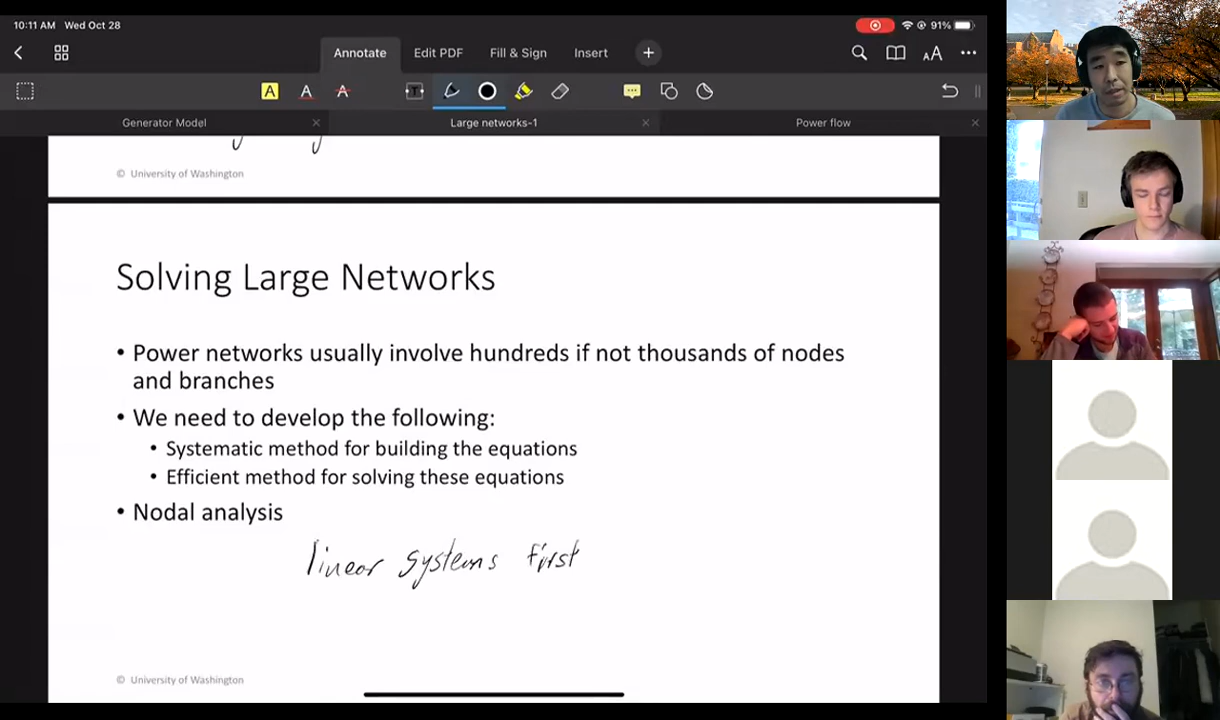 10:11 AM Wed Oct 28
91%
Annotate Edit PDF Fill & Sign Insert
AA
A A A T
Generator Model Large networks-1 Power flow
© University of Washington
Solving Large Networks
• Power networks usually involve hundreds if not thousands of nodes
and branches
• We need to develop the following:
• Systematic method for building the equations
• Efficient method for solving these equations
• Nodal analysis
linear systems first
© University of Washington